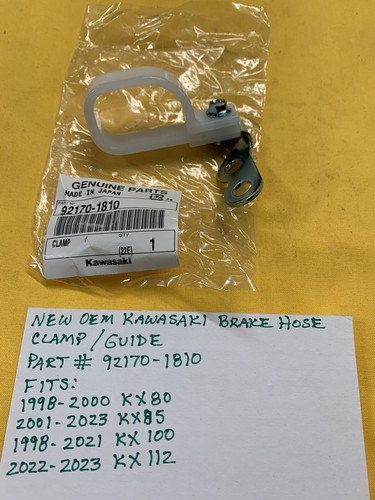 GENUINE PARTS
MADE IN JAPAN
92170-1810
CLAMP
QTY
(22E)
1
Kawasaki
NEW OEM KAWASAKI BRAKE HOSE
CLAMP/GUIDE
PART# 92170-1810
FITS:
1998-2000 KX80
2001-2023 KX85
1998-2021 KX100
2022-2023 KX112